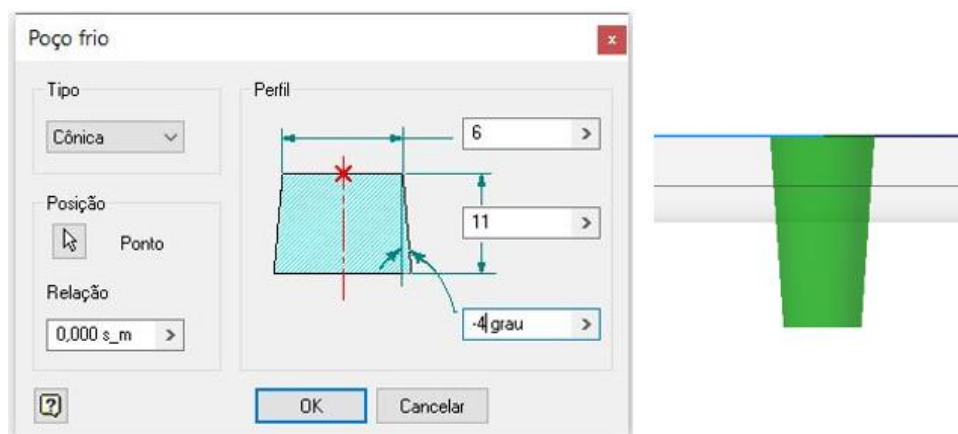 Poço frio
x
Tipo
Cônica
Posição
Ponto
Relação
0,000 s_m >
Perfil
6 >
11 >
-4 grau >
?
OK
Cancelar